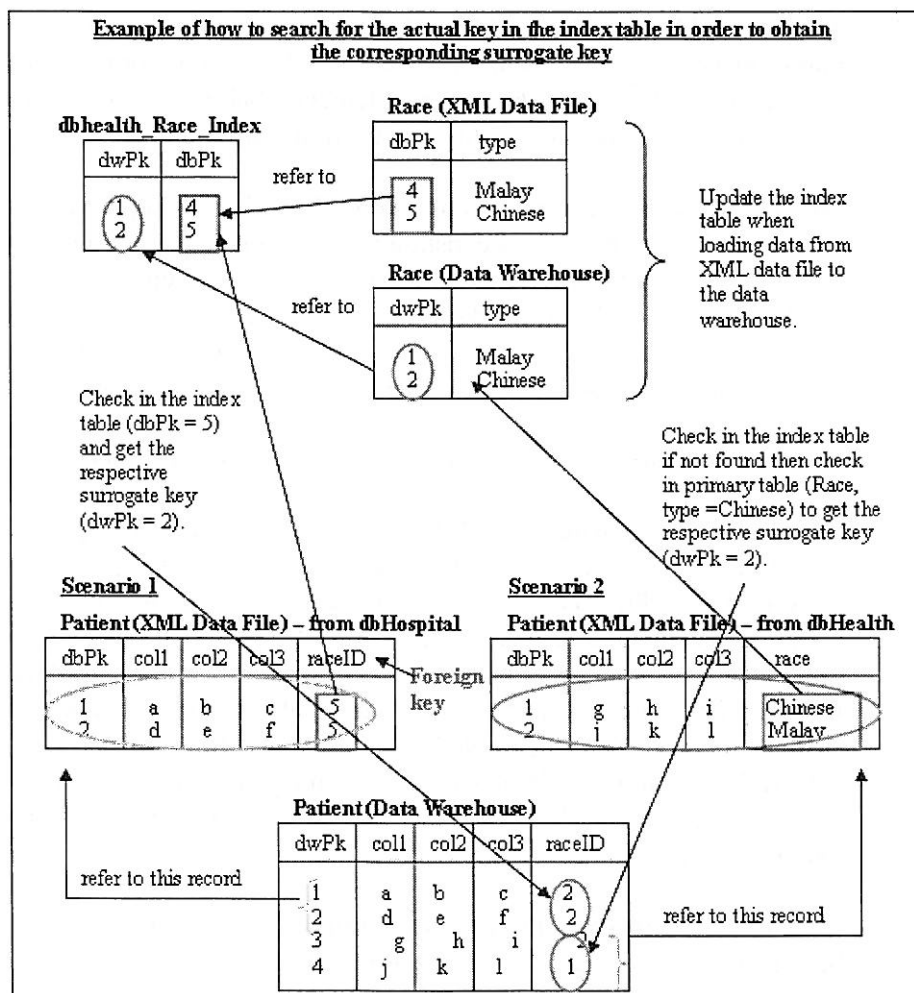 Example of how to search for the actual key in the index table in order to obtain
the corresponding surrogate key
Race (XML Data File)
dbhealth_Race_Index
dwPk dbPk
1 4
2 5
refer to
dbPk type
4 Malay
5 Chinese
Update the index
table when
loading data from
XML data file to
the data
warehouse.
Race (Data Warehouse)
refer to
dwPk type
1 Malay
2 Chinese
Check in the index
table (dbPk = 5)
and get the
respective
surrogate key
(dwPk = 2).
Check in the index table
if not found then check
in primary table (Race,
type =Chinese) to get the
respective surrogate key
(dwPk = 2).
Scenario 1
Patient (XML Data File) – from dbHospital
dbPk col1 col2 col3 raceID
1 a b c 5
2 d e f 5
Foreign
key
Scenario 2
Patient (XML Data File) – from dbHealth
dbPk col1 col2 col3 race
1 g h i Chinese
2 j k l Malay
Patient (Data Warehouse)
dwPk col1 col2 col3 raceID
1 a b c 2
2 d e f 2
3 g h i 2
4 j k l 1
refer to this record
refer to this record